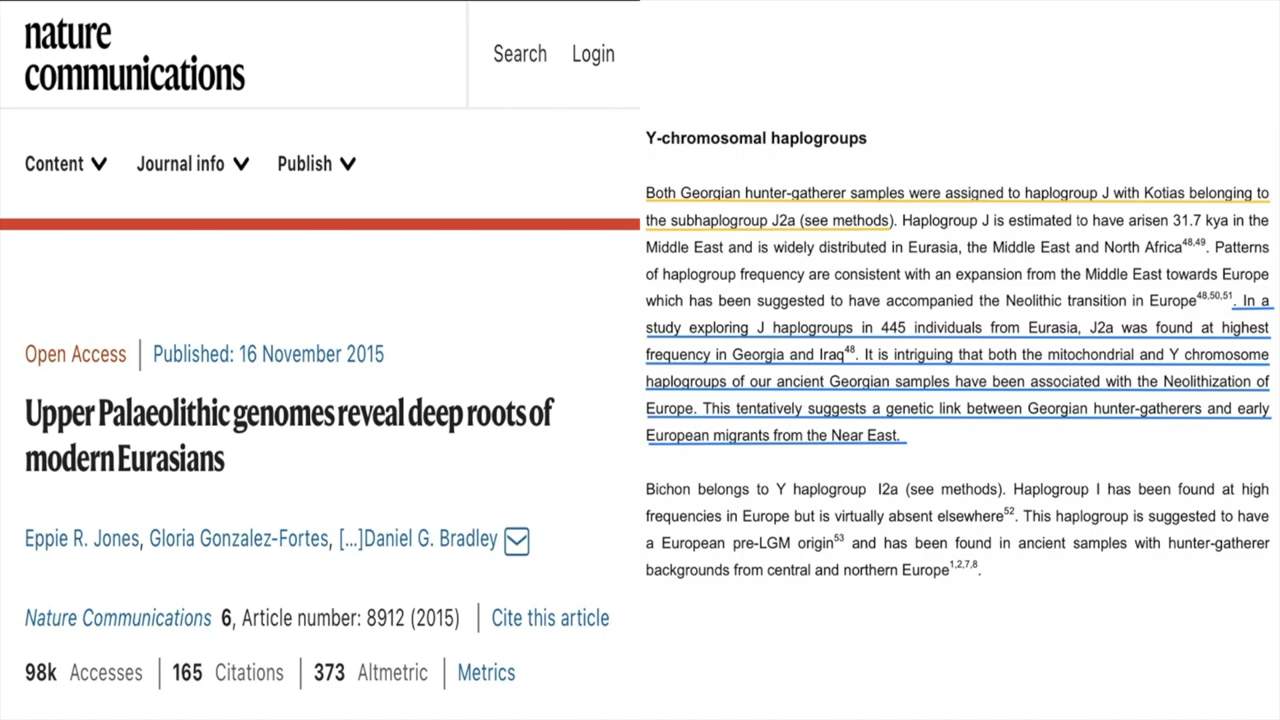 nature
communications
Search Login
Content Journal info Publish
Open Access | Published: 16 November 2015
Upper Palaeolithic genomes reveal deep roots of
modern Eurasians
Eppie R. Jones, Gloria Gonzalez-Fortes, [...]Daniel G. Bradley
Nature Communications 6, Article number: 8912 (2015) | Cite this article
98k Accesses | 165 Citations | 373 Altmetric | Metrics
Y-chromosomal haplogroups
Both Georgian hunter-gatherer samples were assigned to haplogroup J with Kotias belonging to
the subhaplogroup J2a (see methods). Haplogroup J is estimated to have arisen 31.7 kya in the
Middle East and is widely distributed in Eurasia, the Middle East and North Africa48,49. Patterns
of haplogroup frequency are consistent with an expansion from the Middle East towards Europe
which has been suggested to have accompanied the Neolithic transition in Europe48,50,51. In a
study exploring J haplogroups in 445 individuals from Eurasia, J2a was found at highest
frequency in Georgia and Iraq48. It is intriguing that both the mitochondrial and Y chromosome
haplogroups of our ancient Georgian samples have been associated with the Neolithization of
Europe. This tentatively suggests a genetic link between Georgian hunter-gatherers and early
European migrants from the Near East.
Bichon belongs to Y haplogroup I2a (see methods). Haplogroup I has been found at high
frequencies in Europe but is virtually absent elsewhere52. This haplogroup is suggested to have
a European pre-LGM origin53 and has been found in ancient samples with hunter-gatherer
backgrounds from central and northern Europe1,2,7,8.